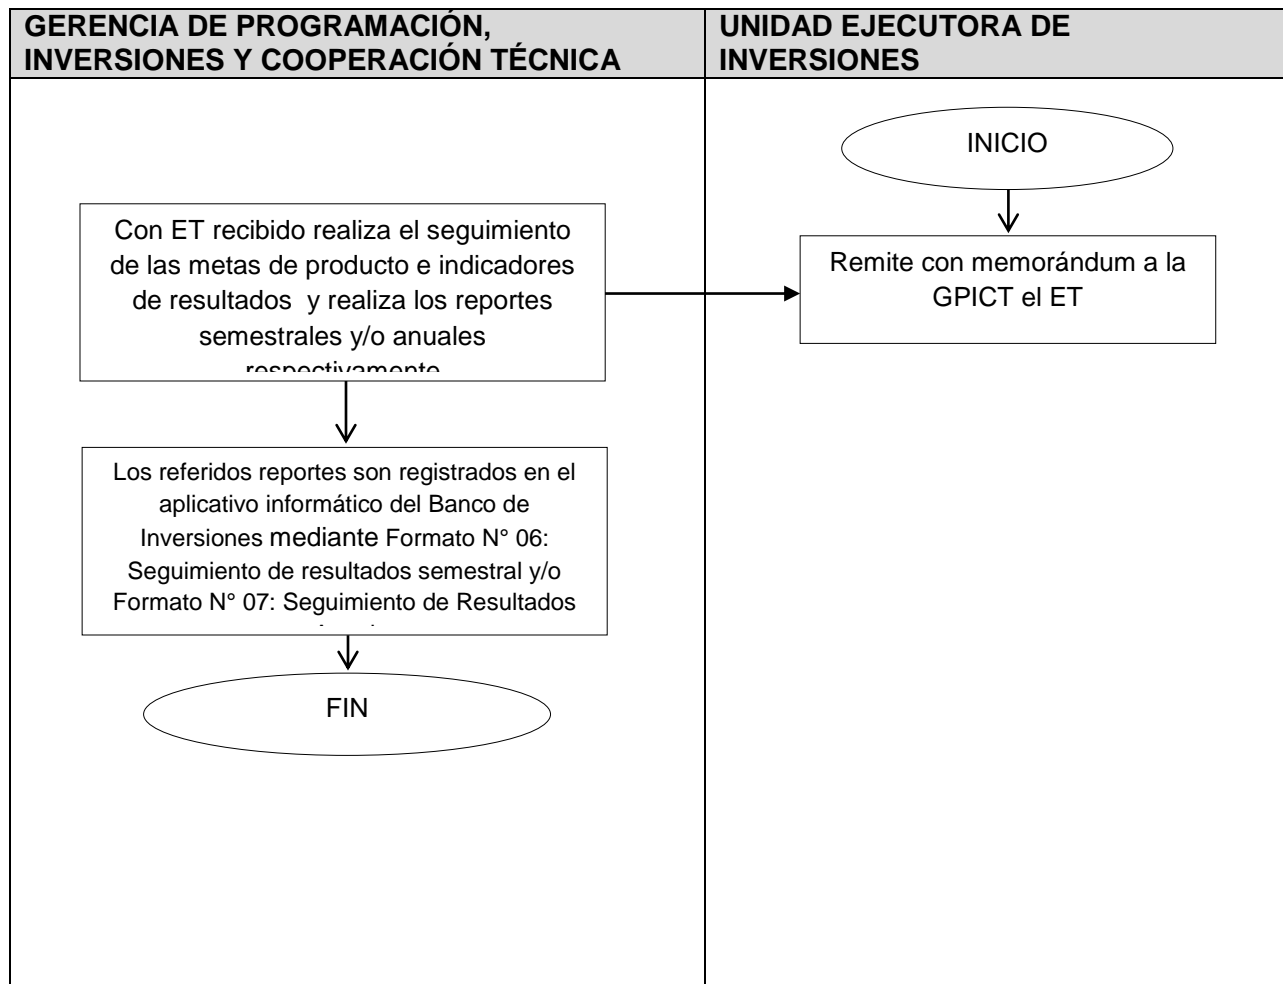 GERENCIA DE PROGRAMACIÓN,
INVERSIONES Y COOPERACIÓN TÉCNICA
UNIDAD EJECUTORA DE
INVERSIONES
INICIO
Remite con memorándum a la
GPICT el ET
Con ET recibido realiza el seguimiento
de las metas de producto e indicadores
de resultados y realiza los reportes
semestrales y/o anuales
respectivamente
Los referidos reportes son registrados en el
aplicativo informático del Banco de
Inversiones mediante Formato N° 06:
Seguimiento de resultados semestral y/o
Formato N° 07: Seguimiento de Resultados
FIN